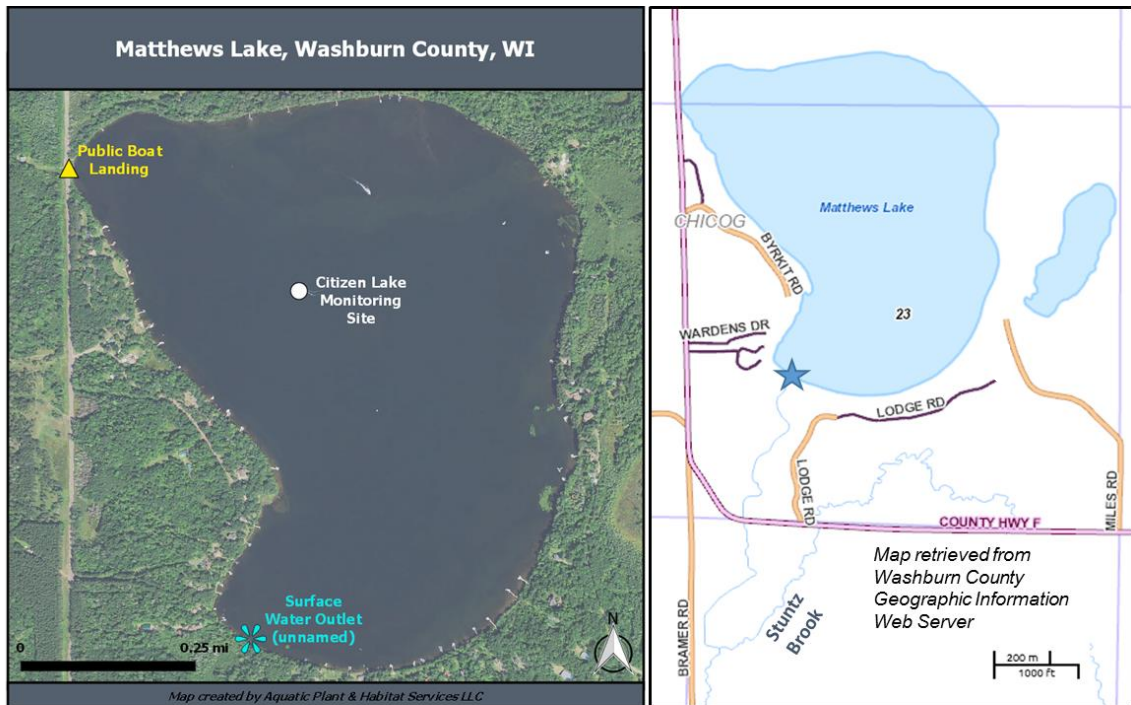 Matthews Lake, Washburn County, WI
Public Boat
Landing
Citizen Lake
Monitoring
Site
Surface
Water Outlet
(unnamed)
0
0.25 mi
N
Map created by Aquatic Plant & Habitat Services LLC
Matthews Lake
CHICOG
BYRKIT RD
23
WARDENS DR
LODGE RD
LODGE RD
MILES RD
COUNTY HWY F
BRAMER RD
Stuntz
Brook
Map retrieved from
Washburn County
Geographic Information
Web Server
200 m
1000 ft